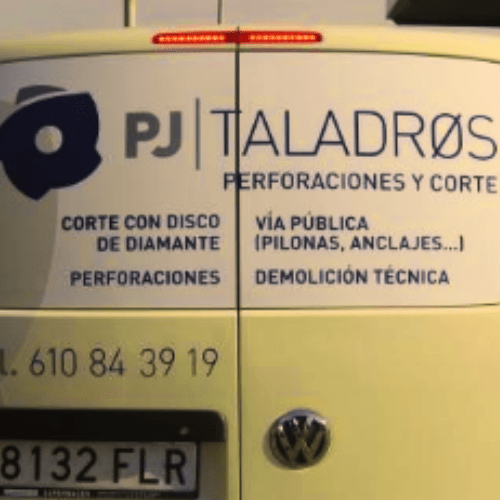 PJ | TALADRØS
PERFORACIONES Y CORTE
CORTE CON DISCO
DE DIAMANTE
PERFORACIONES
VÍA PÚBLICA
(PILONAS, ANCLAJES...)
DEMOLICIÓN TÉCNICA
l. 610 84 39 19
8132 FLR